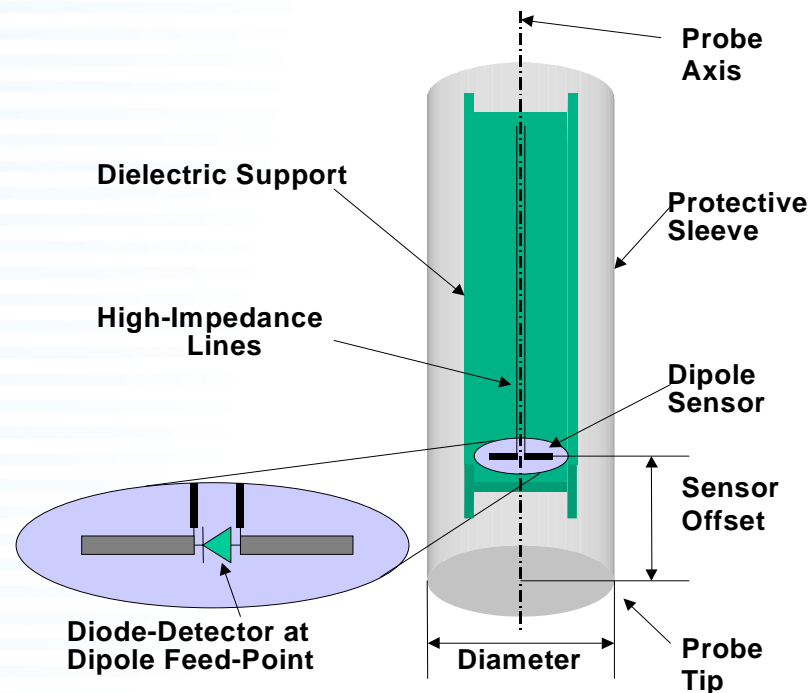 Probe
Axis
Dielectric Support
Protective
Sleeve
High-Impedance
Lines
Dipole
Sensor
Sensor
Offset
Diode-Detector at
Dipole Feed-Point
Diameter
Probe
Tip